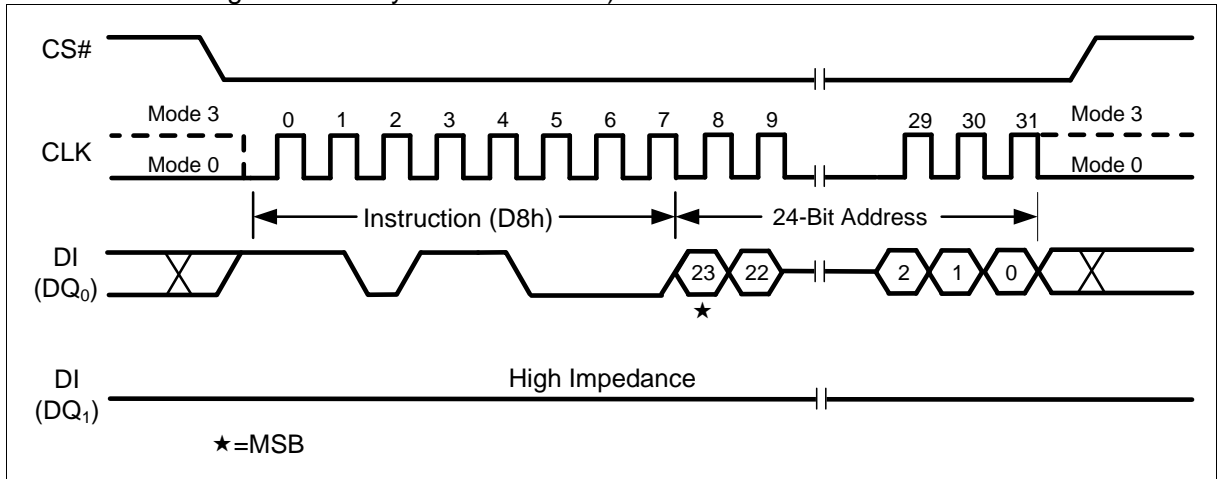 CS#
Mode 3 0 1 2 3 4 5 6 7 8 9 29 30 31 Mode 3
CLK
Mode 0 Mode 0
Instruction (D8h) 24-Bit Address
DI
(DQ0) 23 22 2 1 0
★
DI High Impedance
(DQ1)
★=MSB